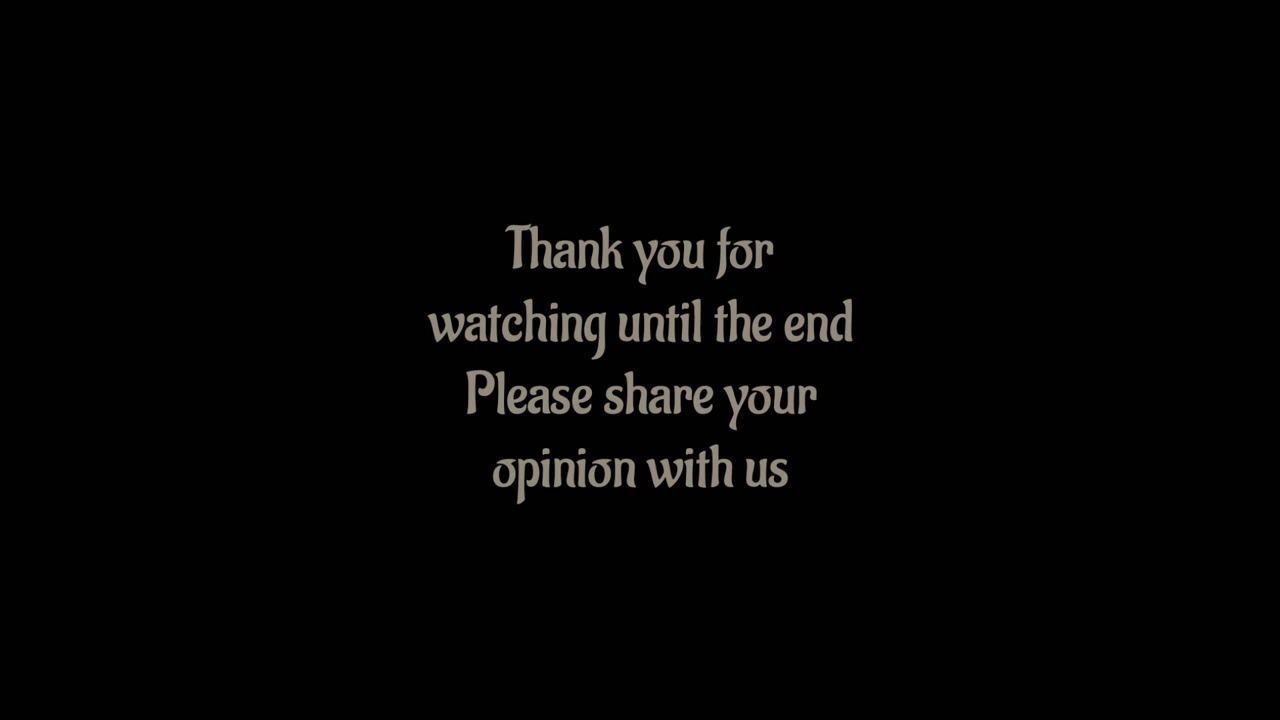 Thank you for
watching until the end
Please share your
opinion with us